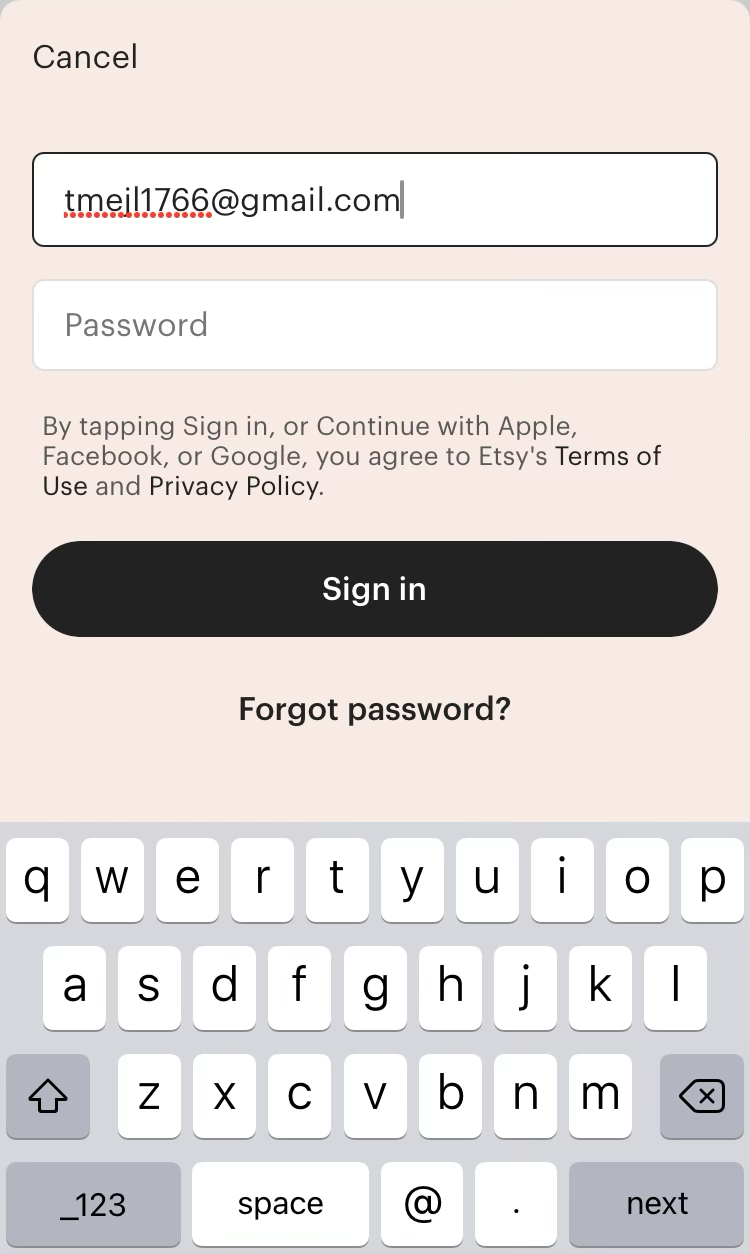 Cancel
tmejl1766@gmail.com
Password
By tapping Sign in, or Continue with Apple,
Facebook, or Google, you agree to Etsy's Terms of
Use and Privacy Policy.
Sign in
Forgot password?
q w e r t y u i o p
a s d f g h j k l
z x c v b n m
_123 space @ . next